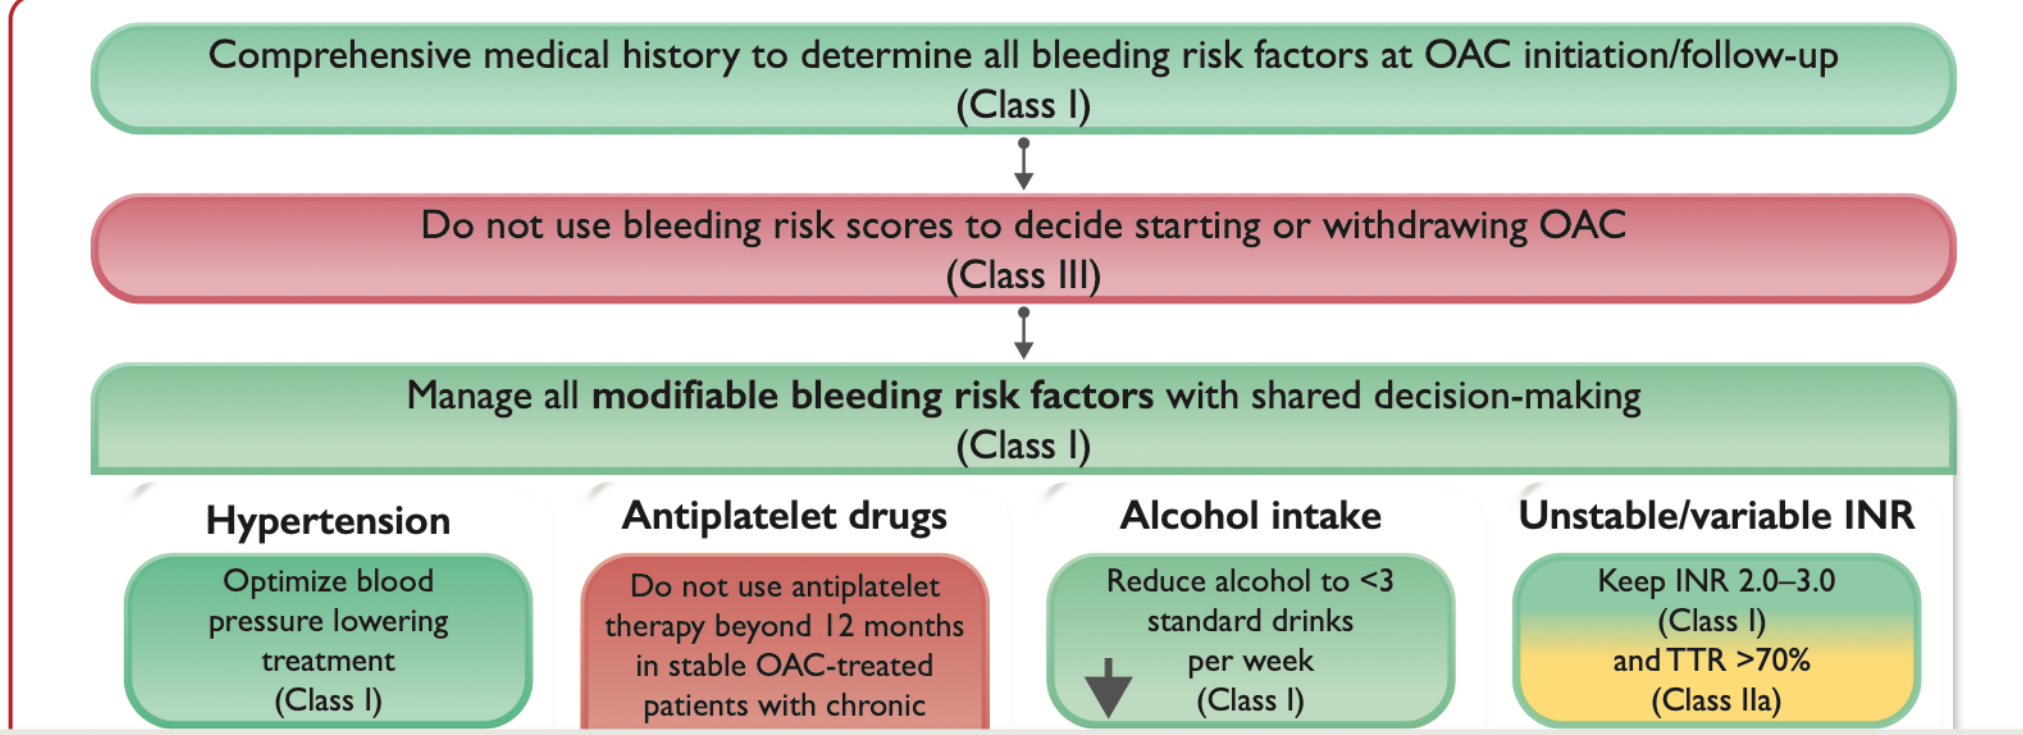 Comprehensive medical history to determine all bleeding risk factors at OAC initiation/follow-up
(Class I)
Do not use bleeding risk scores to decide starting or withdrawing OAC
(Class III)
Manage all modifiable bleeding risk factors with shared decision-making
(Class I)
Hypertension
Optimize blood
pressure lowering
treatment
(Class I)
Antiplatelet drugs
Do not use antiplatelet
therapy beyond 12 months
in stable OAC-treated
patients with chronic
Alcohol intake
Reduce alcohol to <3
standard drinks
per week
(Class I)
Unstable/variable INR
Keep INR 2.0–3.0
(Class I)
and TTR >70%
(Class IIa)